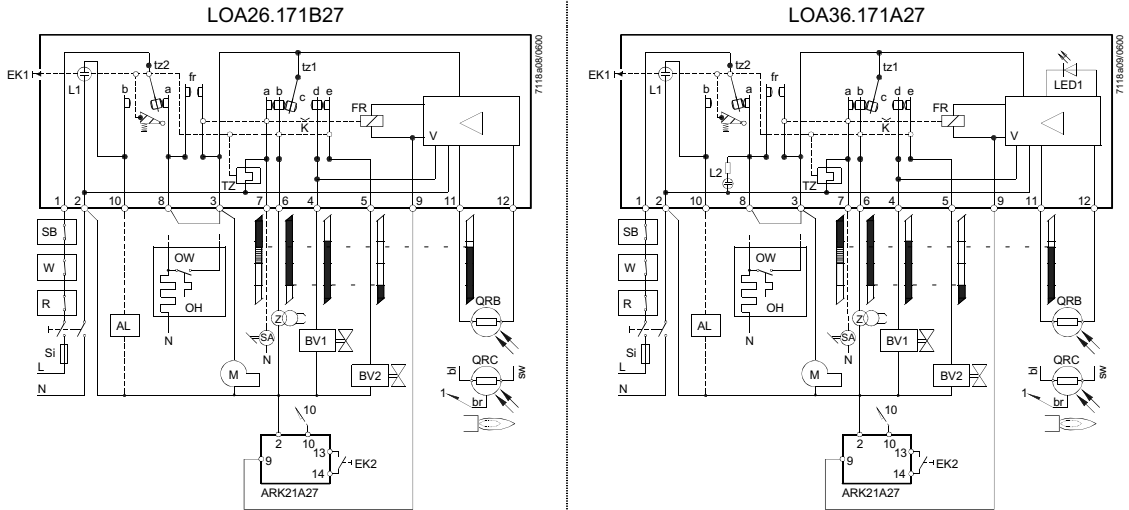 LOA26.171B27
7118a08/0600
EK1
L1
tz2
fr
tz1
b
a
a
b
c
d
e
FR
K
V
TZ
1
2
10
8
3
7
6
4
5
9
11
12
SB
W
R
Si
L
N
AL
OW
OH
N
SA
N
Z
M
BV1
BV2
QRB
QRC
bl
sw
1
br
10
2
10
13
9
14
EK2
ARK21A27
LOA36.171A27
7118a09/0600
EK1
L1
tz2
fr
tz1
LED1
b
a
a
b
c
d
e
FR
K
V
L2
TZ
1
2
10
8
3
7
6
4
5
9
11
12
SB
W
R
Si
L
N
AL
OW
OH
N
SA
N
Z
M
BV1
BV2
QRB
QRC
bl
sw
1
br
10
2
10
13
9
14
EK2
ARK21A27